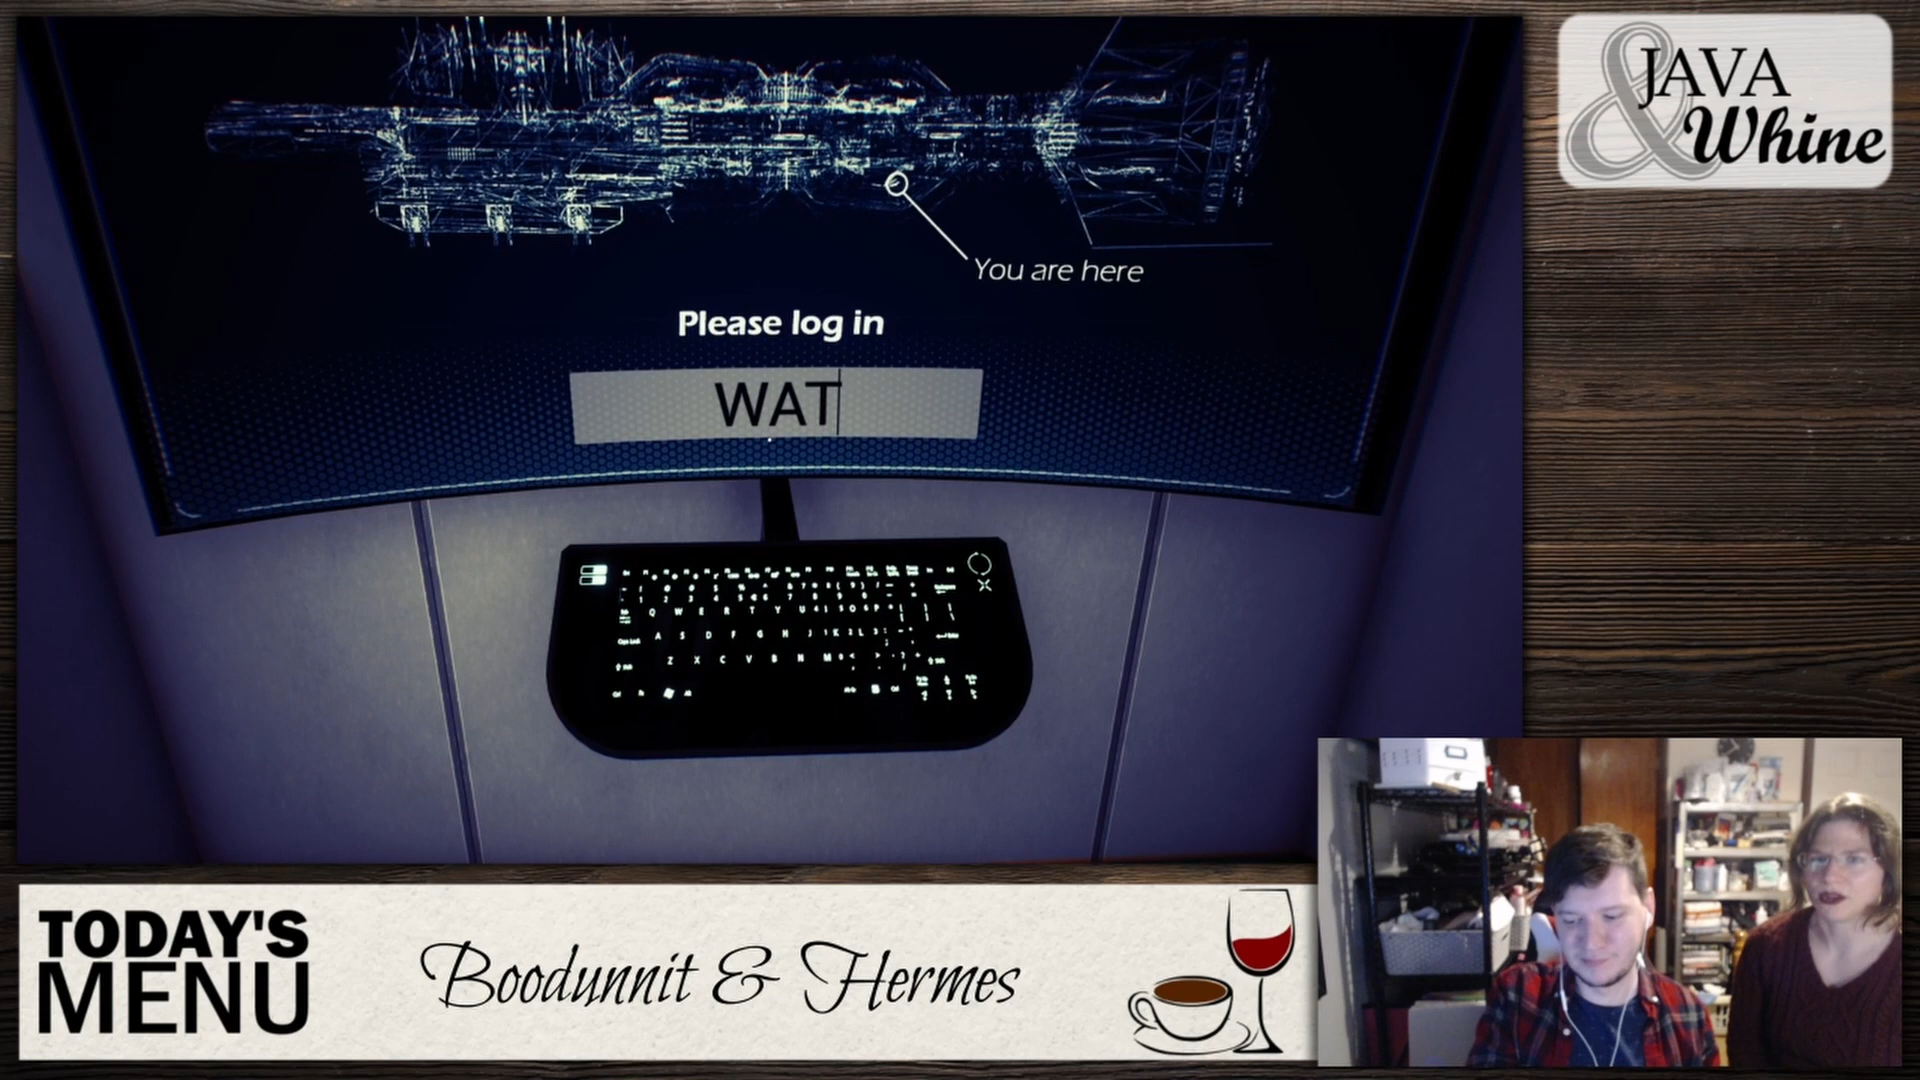 JAVA
&
Whine
You are here
Please log in
WAT
Q W E R T Y U I O P
A S D F G H J K L
Z X C V B N M
TODAY'S
MENU
Boodunnit & Hermes